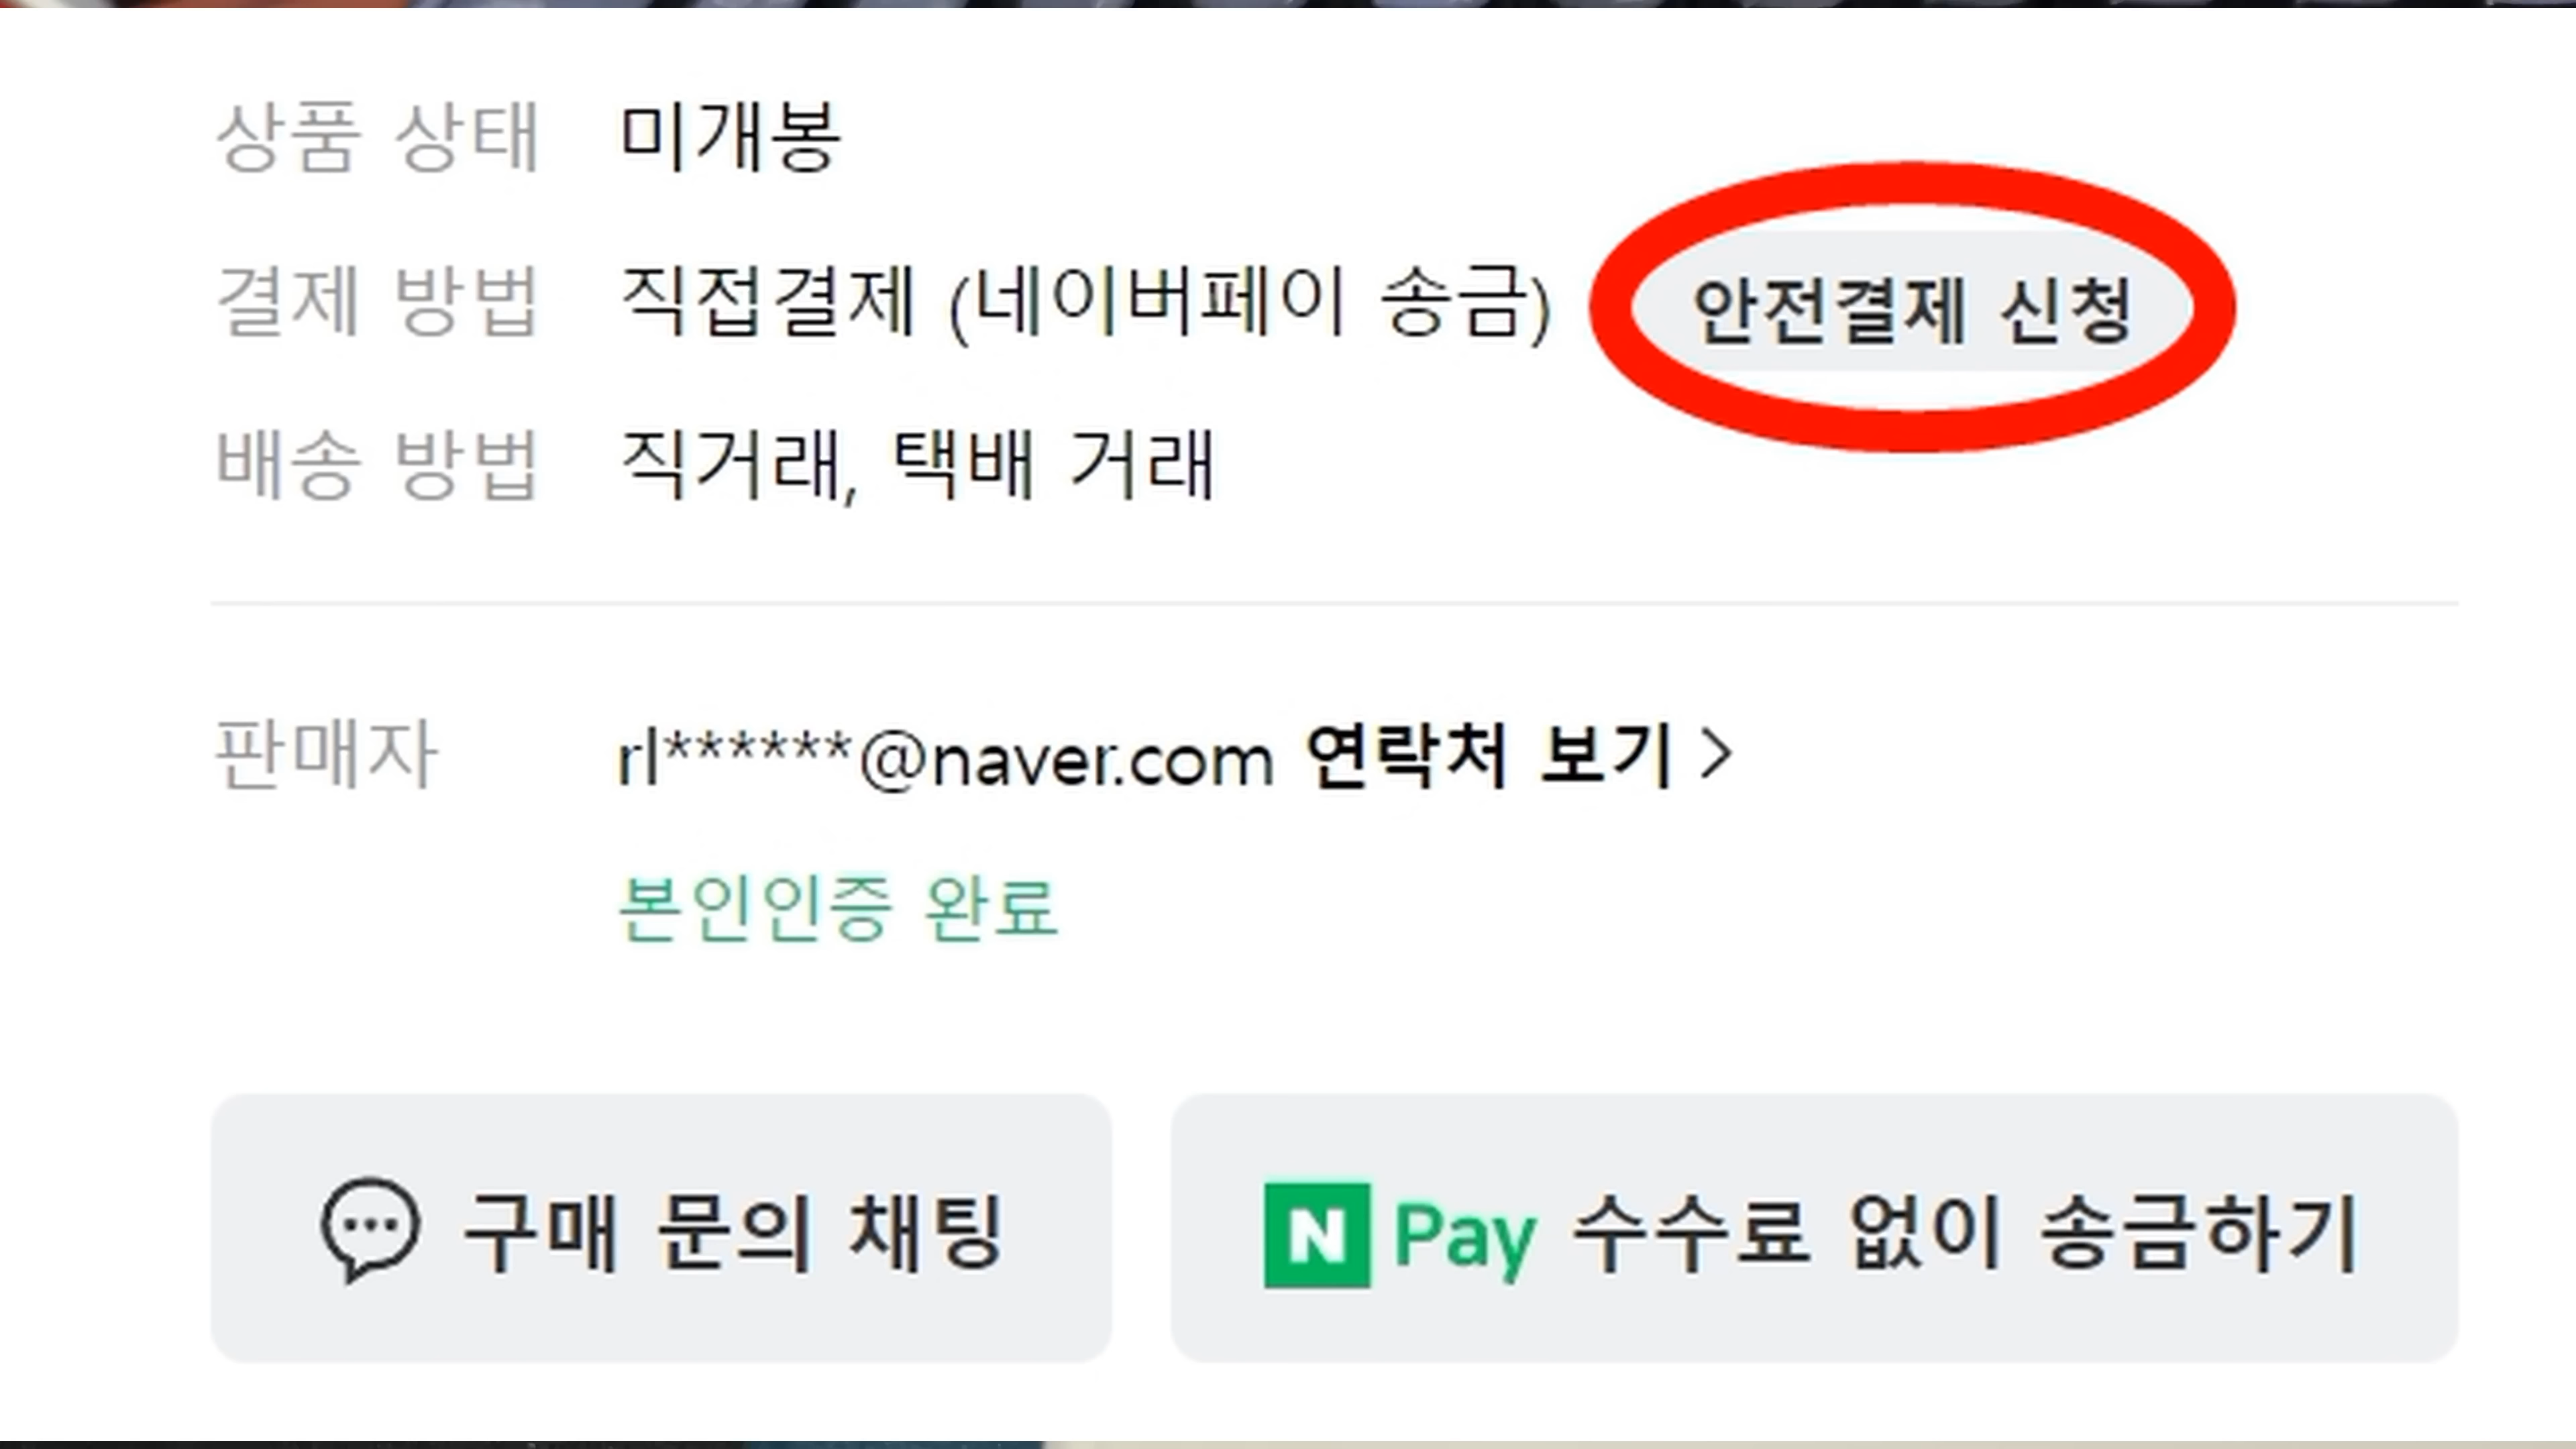 상품 상태 미개봉
결제 방법 직접결제 (네이버페이 송금) 안전결제 신청
배송 방법 직거래, 택배 거래
판매자 rl******@naver.com 연락처 보기 >
본인인증 완료
구매 문의 채팅
N Pay 수수료 없이 송금하기